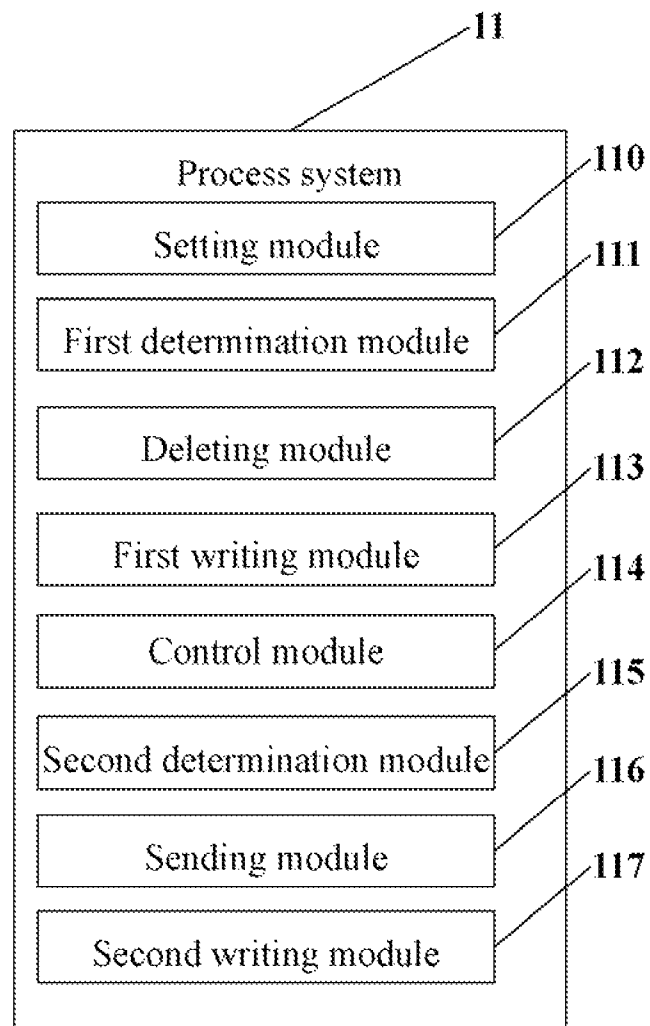 11
Process system
110
Setting module
111
First determination module
112
Deleting module
113
First writing module
114
Control module
115
Second determination module
116
Sending module
117
Second writing module